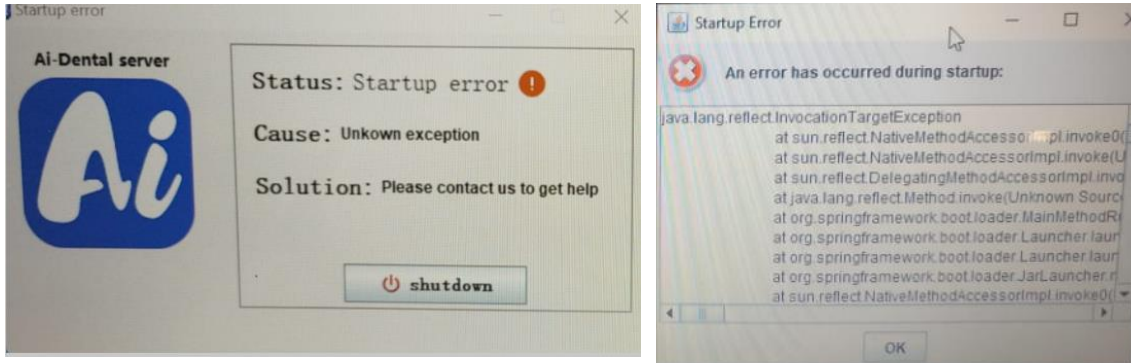 Startup error
Ai-Dental server
Ai
Status: Startup error
Cause: Unkown exception
Solution: Please contact us to get help
shutdown
Startup Error
An error has occurred during startup:
java.lang.reflect.InvocationTargetException
at sun.reflect.NativeMethodAccessorImpl.invoke0(
at sun.reflect.NativeMethodAccessorImpl.invoke(U
at sun.reflect.DelegatingMethodAccessorImpl.invo
at java.lang.reflect.Method.invoke(Unknown Sourc
at org.springframework.boot.loader.MainMethodR
at org.springframework.boot.loader.Launcher.laun
at org.springframework.boot.loader.Launcher.laun
at org.springframework.boot.loader.JarLauncher.
at sun.reflect.NativeMethodAccessorImpl.invoke0(
OK